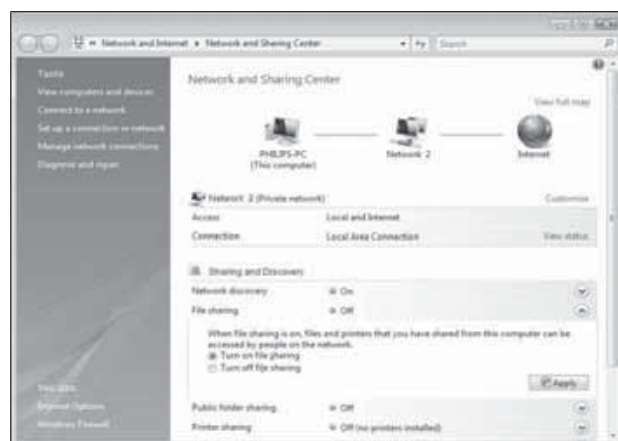 Network and Internet ▸ Network and Sharing Center
Search
Tasks
View computers and devices
Connect to a network
Set up a connection or network
Manage network connections
Diagnose and repair
See also
Internet Options
Windows Firewall
Network and Sharing Center
View full map
PHILIPS-PC
(This computer)
Network 2
Internet
Network 2 (Private network)
Customize
Access
Local and Internet
Connection
Local Area Connection
View status
Sharing and Discovery
Network discovery
On
File sharing
Off
When file sharing is on, files and printers that you have shared from this computer can be
accessed by people on the network.
Turn on file sharing
Turn off file sharing
Apply
Public folder sharing
Off
Printer sharing
Off (no printers installed)